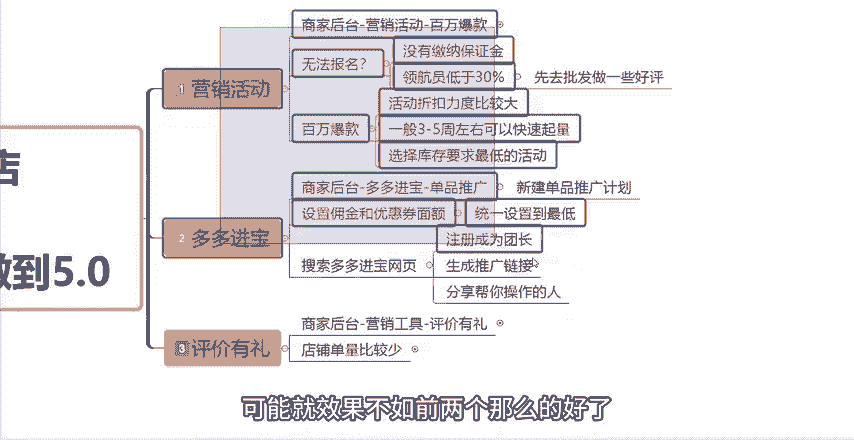 店
做到5.0
1 营销活动
商家后台-营销活动-百万爆款
无法报名？
没有缴纳保证金
领航员低于30%
先去批发做一些好评
百万爆款
活动折扣力度比较大
一般3-5周左右可以快速起量
选择库存要求最低的活动
2 多多进宝
商家后台-多多进宝-单品推广
新建单品推广计划
设置佣金和优惠券面额
统一设置到最低
搜索多多进宝网页
注册成为团长
生成推广链接
分享帮你操作的人
3 评价有礼
商家后台-营销工具-评价有礼
店铺单量比较少
可能就效果不如前两个那么的好了